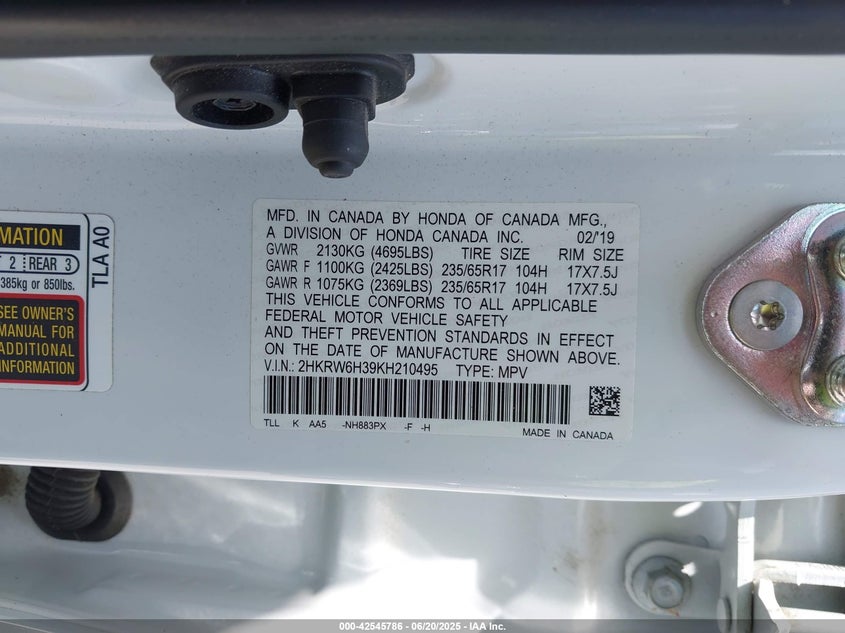 MATION
T 2 REAR 3
385kg or 850lbs.
SEE OWNER'S
MANUAL FOR
ADDITIONAL
INFORMATION
TLA A0
MFD. IN CANADA BY HONDA OF CANADA MFG.,
A DIVISION OF HONDA CANADA INC. 02/'19
GVWR 2130KG (4695LBS) TIRE SIZE RIM SIZE
GAWR F 1100KG (2425LBS) 235/65R17 104H 17X7.5J
GAWR R 1075KG (2369LBS) 235/65R17 104H 17X7.5J
THIS VEHICLE CONFORMS TO ALL APPLICABLE
FEDERAL MOTOR VEHICLE SAFETY
AND THEFT PREVENTION STANDARDS IN EFFECT
ON THE DATE OF MANUFACTURE SHOWN ABOVE.
V.I.N.: 2HKRW6H39KH210495 TYPE: MPV
TLL K AA5 -NH883PX -F -H
MADE IN CANADA
000-42545786 - 06/20/2025 - IAA Inc.